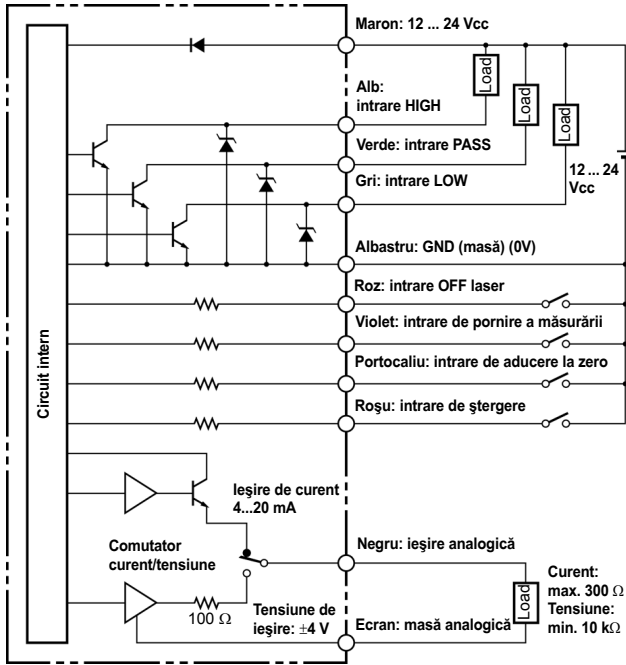 Maron: 12 ... 24 Vcc
Alb:
intrare HIGH
Load
Load
Load
Verde: intrare PASS
Gri: intrare LOW
12 ... 24
Vcc
Albastru: GND (masă) (0V)
Roz: intrare OFF laser
Violet: intrare de pornire a măsurării
Portocaliu: intrare de aducere la zero
Roşu: intrare de ştergere
Circuit intern
Ieşire de curent
4...20 mA
Comutator
curent/tensiune
Negru: ieşire analogică
100 Ω
Tensiune de
ieşire: ±4 V
Ecran: masă analogică
Load
Curent:
max. 300 Ω
Tensiune:
min. 10 kΩ